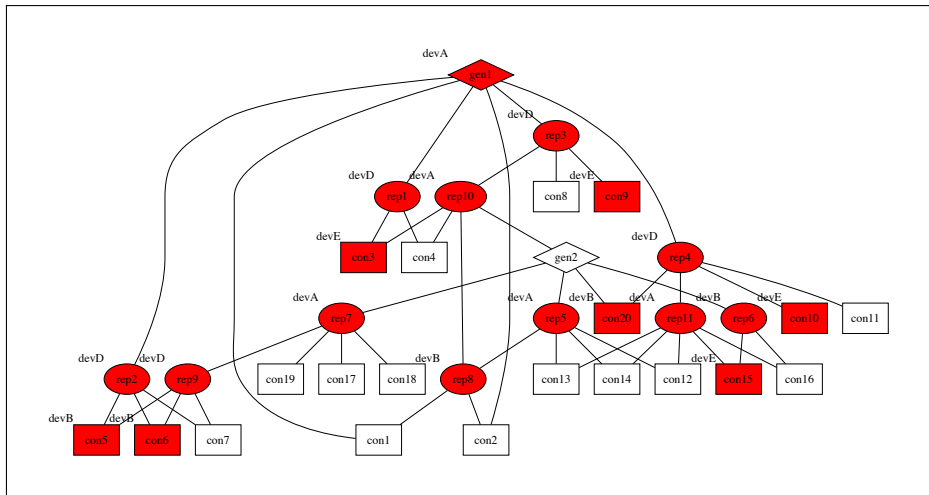 devA
gen1
devD
rep3
devD
devA
devE
rep1
rep10
con8
con9
devE
devD
con3
con4
gen2
rep4
devA
devA
devB
devA
devB
devE
rep7
rep5
con20
rep11
rep6
con10
con11
devD
devD
devB
devE
rep2
rep9
con19
con17
con18
rep8
con13
con14
con12
con15
con16
devB
devB
con5
con6
con7
con1
con2